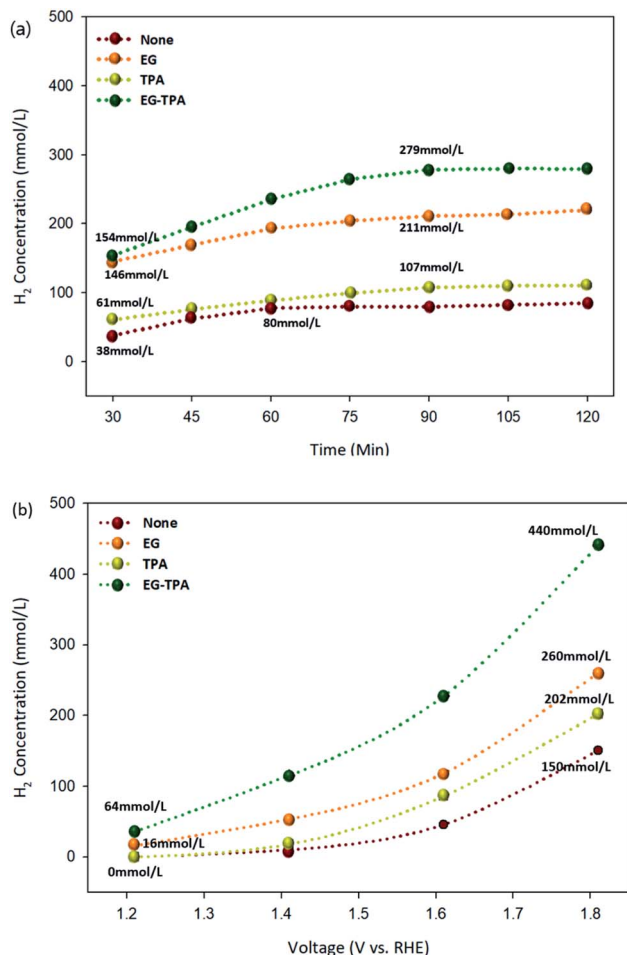 (a)
500
400
300
200
100
0
H2 Concentration (mmol/L)
None
EG
TPA
EG-TPA
279mmol/L
154mmol/L
146mmol/L
211mmol/L
107mmol/L
61mmol/L
80mmol/L
38mmol/L
30 45 60 75 90 105 120
Time (Min)
(b)
500
400
300
200
100
0
H2 Concentration (mmol/L)
None
EG
TPA
EG-TPA
440mmol/L
260mmol/L
202mmol/L
150mmol/L
64mmol/L
16mmol/L
0mmol/L
1.2 1.3 1.4 1.5 1.6 1.7 1.8
Voltage (V vs. RHE)